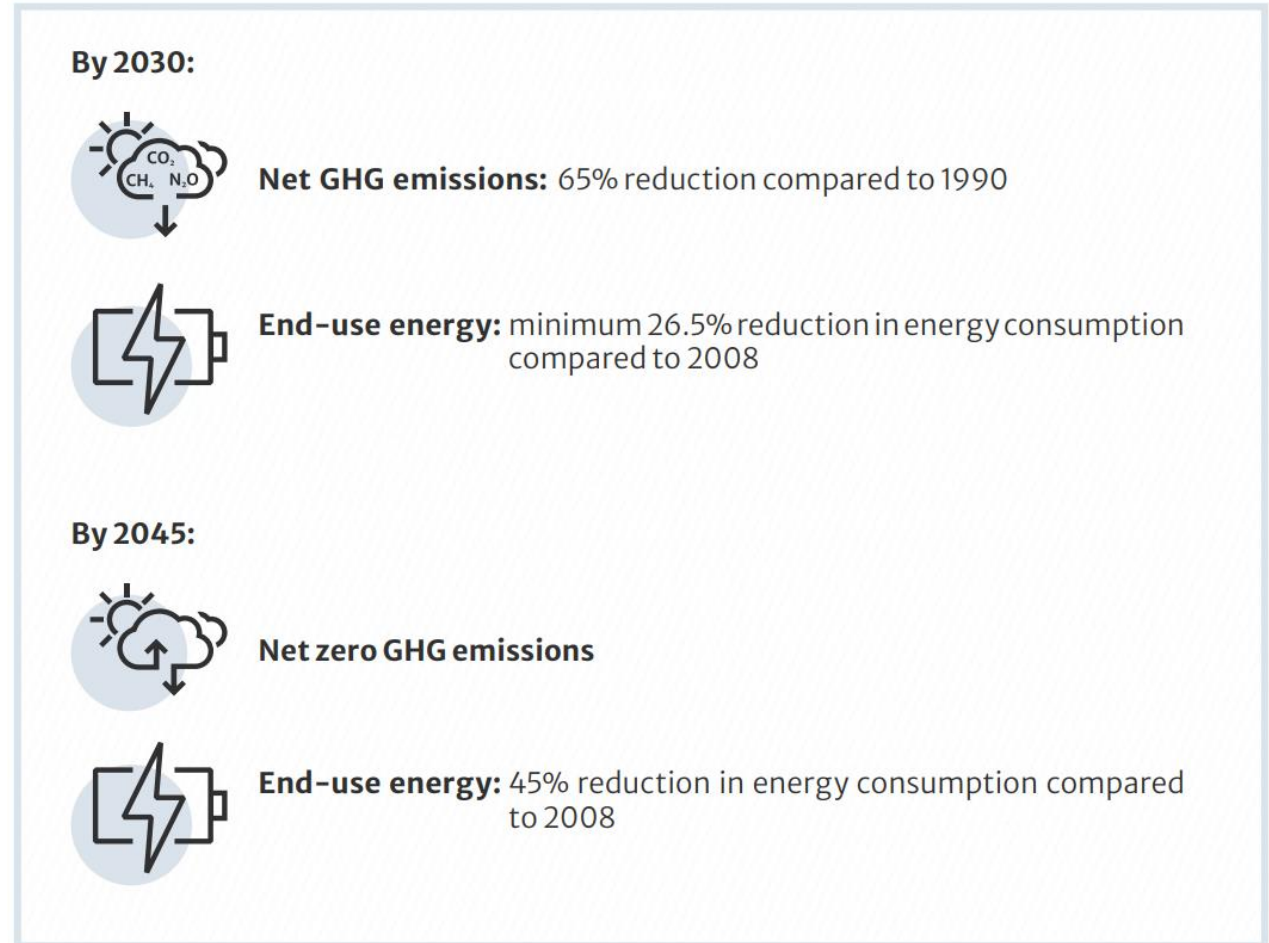 By 2030:
CO₂
CH₄ N₂O
Net GHG emissions: 65% reduction compared to 1990
End-use energy: minimum 26.5% reduction in energy consumption
compared to 2008
By 2045:
Net zero GHG emissions
End-use energy: 45% reduction in energy consumption compared
to 2008